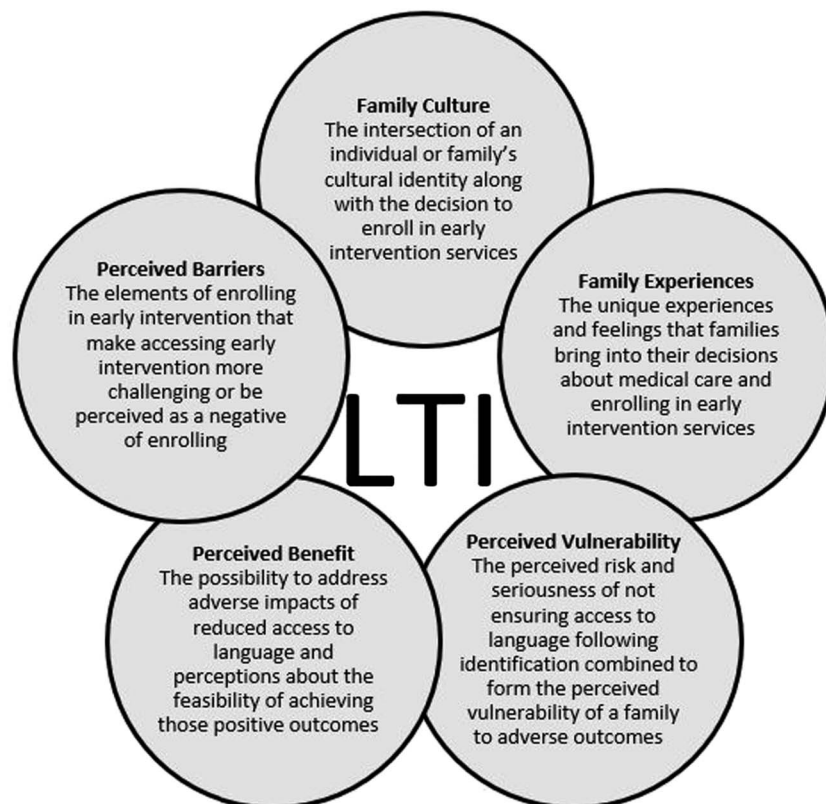 Family Culture
The intersection of an
individual or family's
cultural identity along
with the decision to
enroll in early
intervention services
Perceived Barriers
The elements of enrolling
in early intervention that
make accessing early
intervention more
challenging or be
perceived as a negative
of enrolling
Family Experiences
The unique experiences
and feelings that families
bring into their decisions
about medical care and
enrolling in early
intervention services
LTI
Perceived Benefit
The possibility to address
adverse impacts of
reduced access to
language and
perceptions about the
feasibility of achieving
those positive outcomes
Perceived Vulnerability
The perceived risk and
seriousness of not
ensuring access to
language following
identification combined to
form the perceived
vulnerability of a family
to adverse outcomes